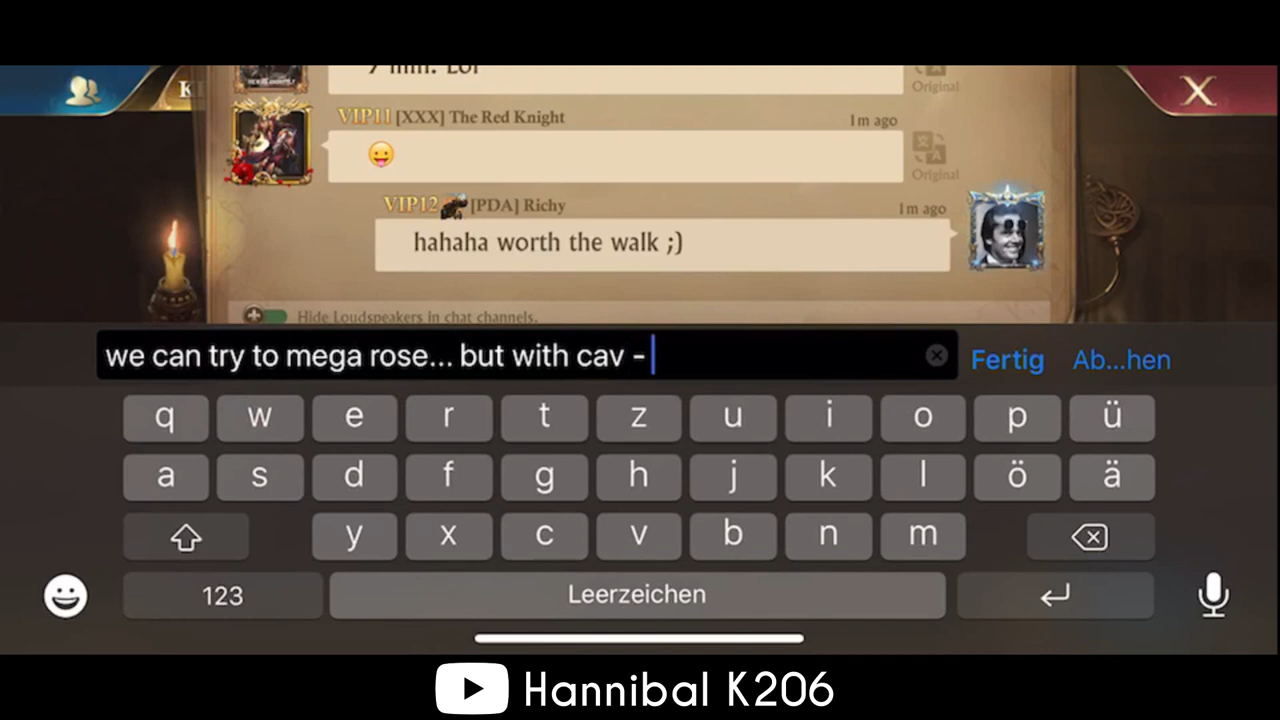 7 min. Lol
Original
VIP11 [XXX] The Red Knight
1m ago
Original
VIP12 [PDA] Richy
1m ago
hahaha worth the walk ;)
Hide Loudspeakers in chat channels.
we can try to mega rose... but with cav -
Fertig
Ab...hen
q w e r t z u i o p ü
a s d f g h j k l ö ä
y x c v b n m
123
Leerzeichen
Hannibal K206